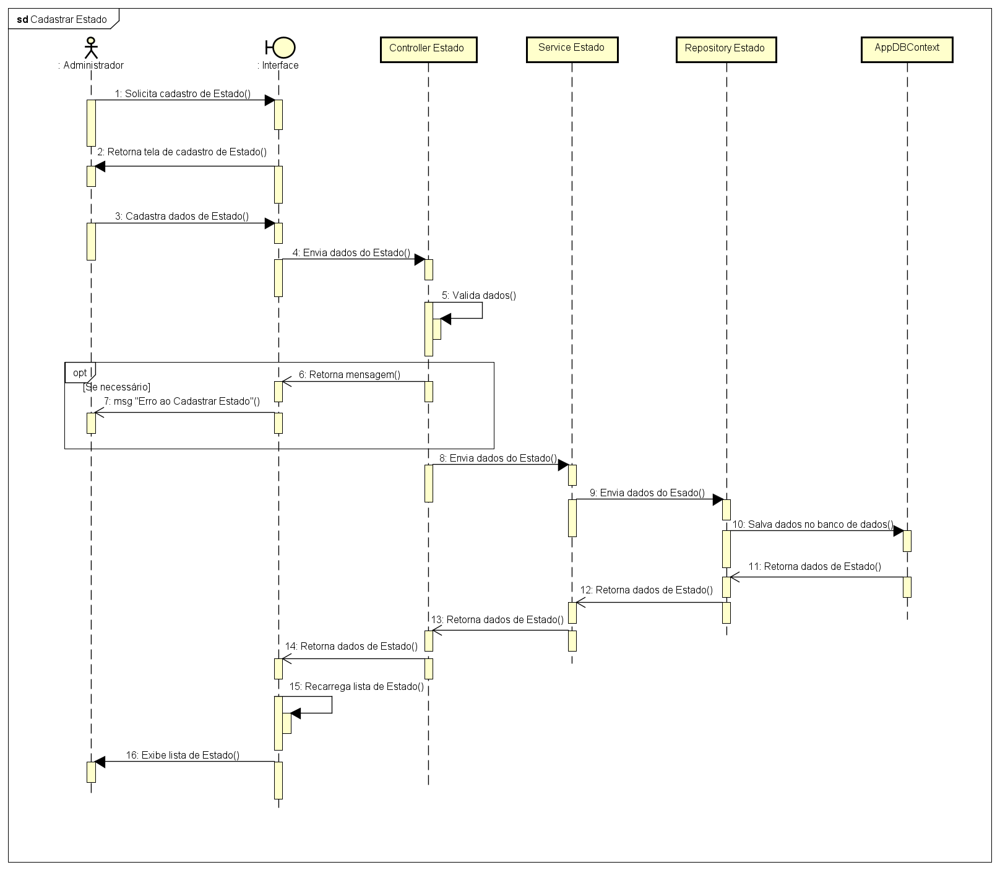 sd Cadastrar Estado
: Administrador
: Interface
Controller Estado
Service Estado
Repository Estado
AppDBContext
1: Solicita cadastro de Estado()
2: Retorna tela de cadastro de Estado()
3: Cadastra dados de Estado()
4: Envia dados do Estado()
5: Valida dados()
opt
6: Retorna mensagem()
[Se necessário]
7: msg "Erro ao Cadastrar Estado"()
8: Envia dados do Estado()
9: Envia dados do Esado()
10: Salva dados no banco de dados()
11: Retorna dados de Estado()
12: Retorna dados de Estado()
13: Retorna dados de Estado()
14: Retorna dados de Estado()
15: Recarrega lista de Estado()
16: Exibe lista de Estado()